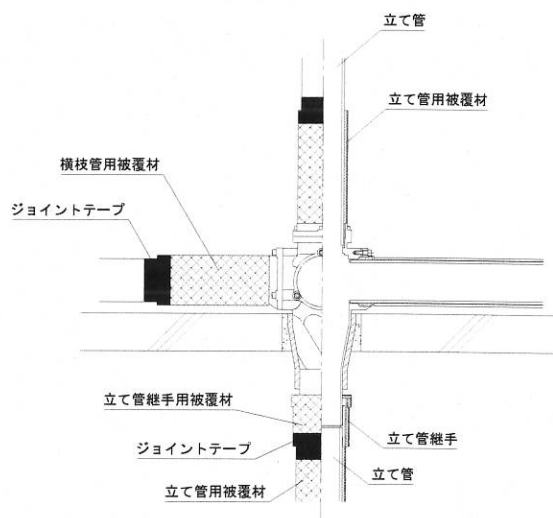 立て管
立て管用被覆材
横枝管用被覆材
ジョイントテープ
立て管継手用被覆材
立て管継手
ジョイントテープ
立て管
立て管用被覆材